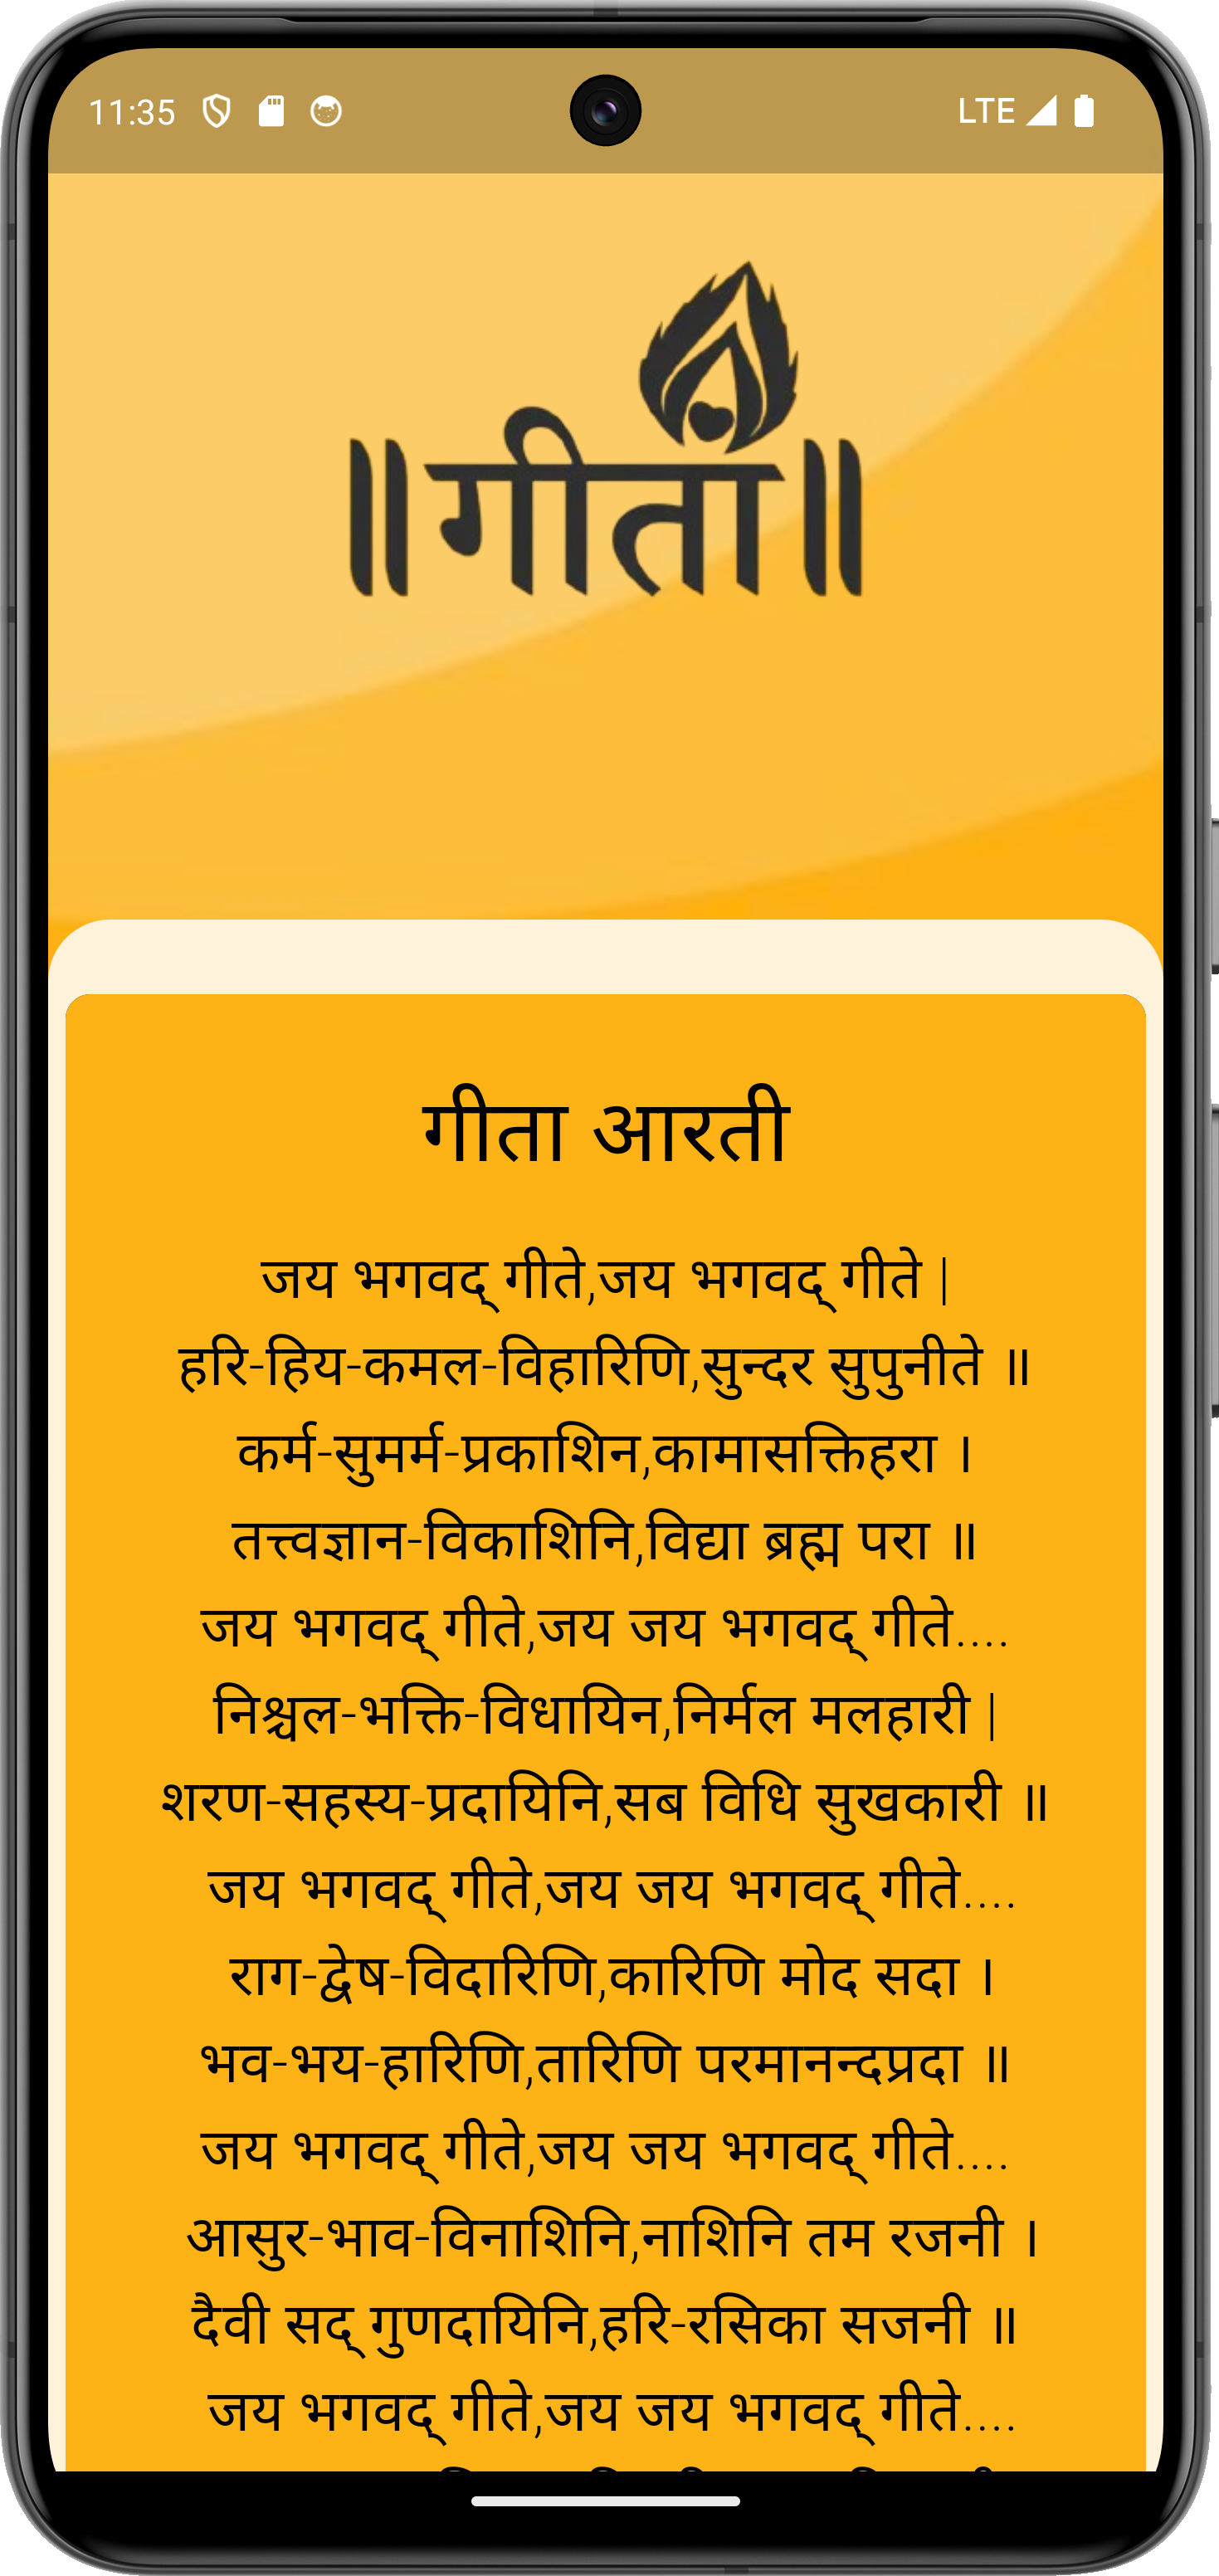 11:35
LTE
॥गीता॥
गीता आरती
जय भगवद् गीते,जय भगवद् गीते |
हरि-हिय-कमल-विहारिणि,सुन्दर सुपुनीते ॥
कर्म-सुमर्म-प्रकाशिन,कामासक्तिहरा ।
तत्त्वज्ञान-विकाशिनि,विद्या ब्रह्म परा ॥
जय भगवद् गीते,जय जय भगवद् गीते....
निश्चल-भक्ति-विधायिन,निर्मल मलहारी |
शरण-सहस्य-प्रदायिनि,सब विधि सुखकारी ॥
जय भगवद् गीते,जय जय भगवद् गीते....
राग-द्वेष-विदारिणि,कारिणि मोद सदा ।
भव-भय-हारिणि,तारिणि परमानन्दप्रदा ॥
जय भगवद् गीते,जय जय भगवद् गीते....
आसुर-भाव-विनाशिनि,नाशिनि तम रजनी ।
दैवी सद् गुणदायिनि,हरि-रसिका सजनी ॥
जय भगवद् गीते,जय जय भगवद् गीते....